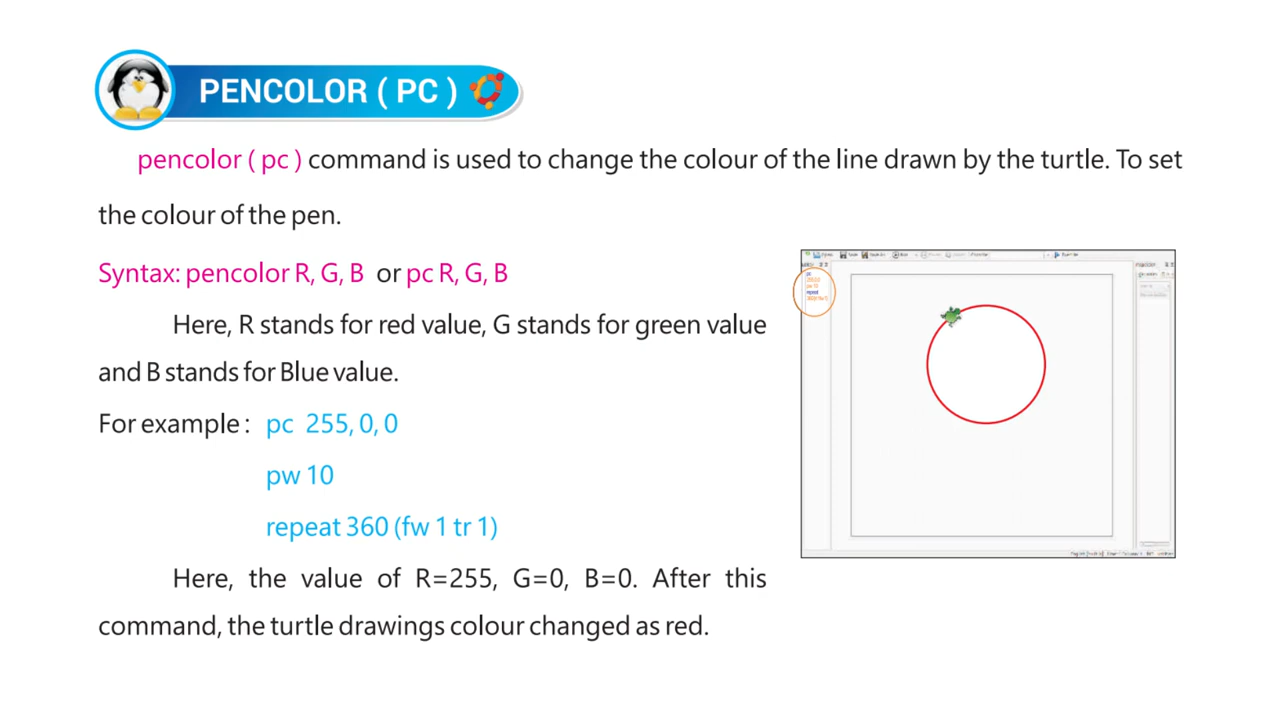 PENCOLOR ( PC )
pencolor ( pc ) command is used to change the colour of the line drawn by the turtle. To set
the colour of the pen.
Syntax: pencolor R, G, B or pc R, G, B
Here, R stands for red value, G stands for green value
and B stands for Blue value.
For example : pc 255, 0, 0
pw 10
repeat 360 (fw 1 tr 1)
Here, the value of R=255, G=0, B=0. After this
command, the turtle drawings colour changed as red.
pw 10
repeat